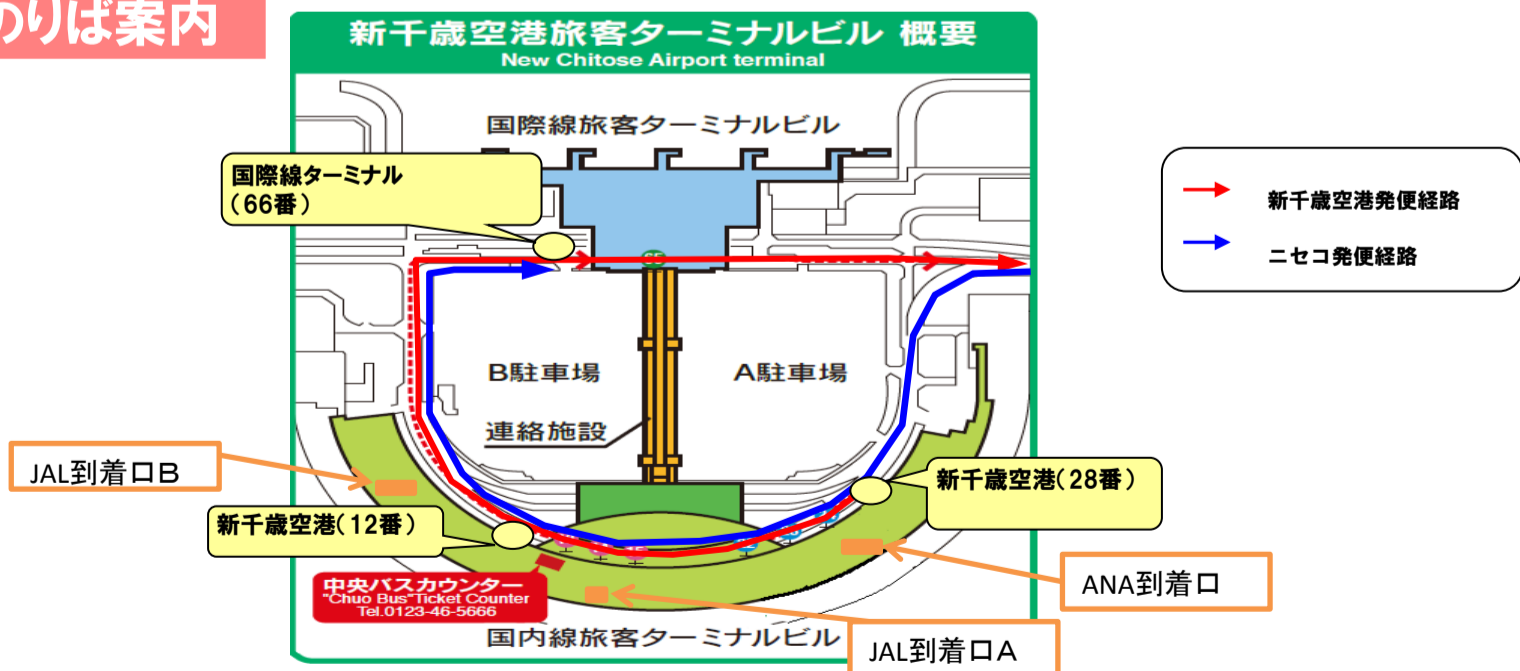 のりば案内
新千歳空港旅客ターミナルビル 概要
New Chitose Airport terminal
国際線旅客ターミナルビル
国際線ターミナル
(66番)
新千歳空港発便経路
ニセコ発便経路
B駐車場
A駐車場
連絡施設
JAL到着口B
新千歳空港(28番)
新千歳空港(12番)
中央バスカウンター
"Chuo Bus"Ticket Counter
Tel.0123-46-5666
ANA到着口
国内線旅客ターミナルビル
JAL到着口A